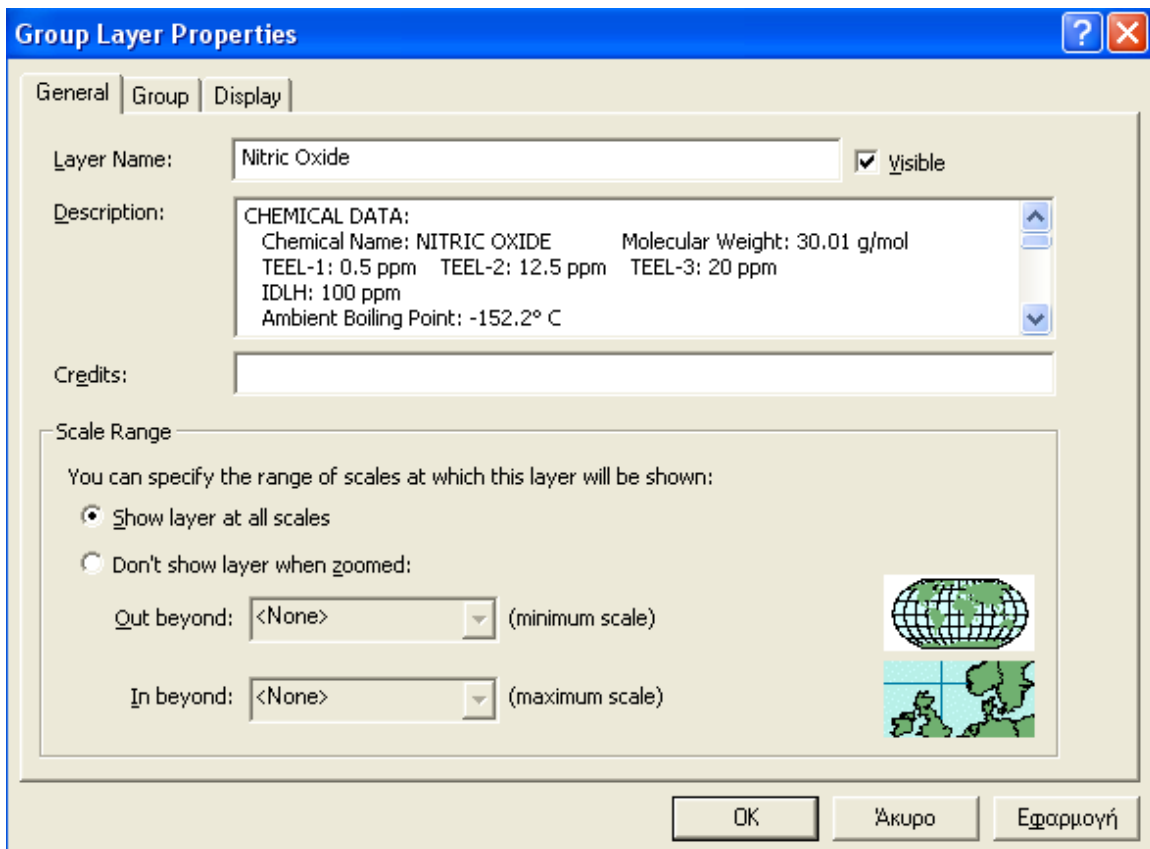 Group Layer Properties
General Group Display
Layer Name: Nitric Oxide Visible
Description: CHEMICAL DATA:
Chemical Name: NITRIC OXIDE Molecular Weight: 30.01 g/mol
TEEL-1: 0.5 ppm TEEL-2: 12.5 ppm TEEL-3: 20 ppm
IDLH: 100 ppm
Ambient Boiling Point: -152.2° C
Credits:
Scale Range
You can specify the range of scales at which this layer will be shown:
Show layer at all scales
Don't show layer when zoomed:
Out beyond: <None> (minimum scale)
In beyond: <None> (maximum scale)
OK Άκυρο Εφαρμογή